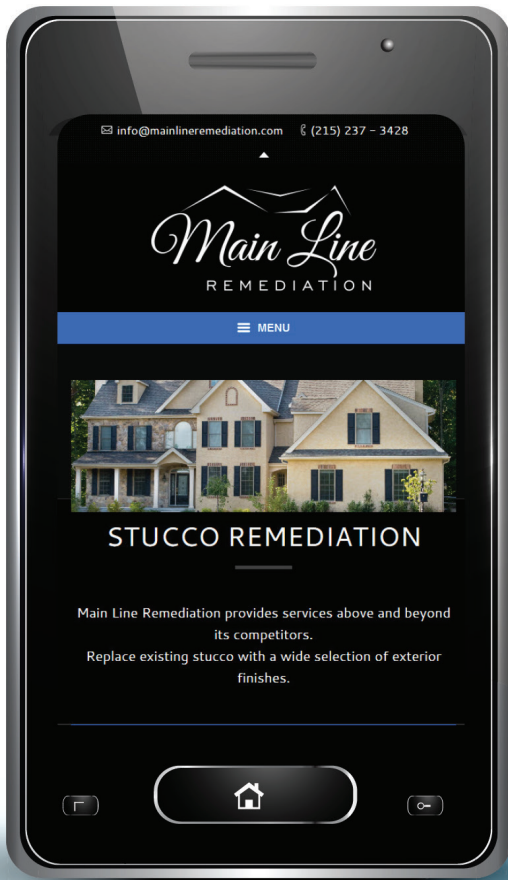 info@mainlineremediation.com (215) 237 - 3428
Main Line
REMEDIATION
MENU
STUCCO REMEDIATION
Main Line Remediation provides services above and beyond
its competitors.
Replace existing stucco with a wide selection of exterior
finishes.